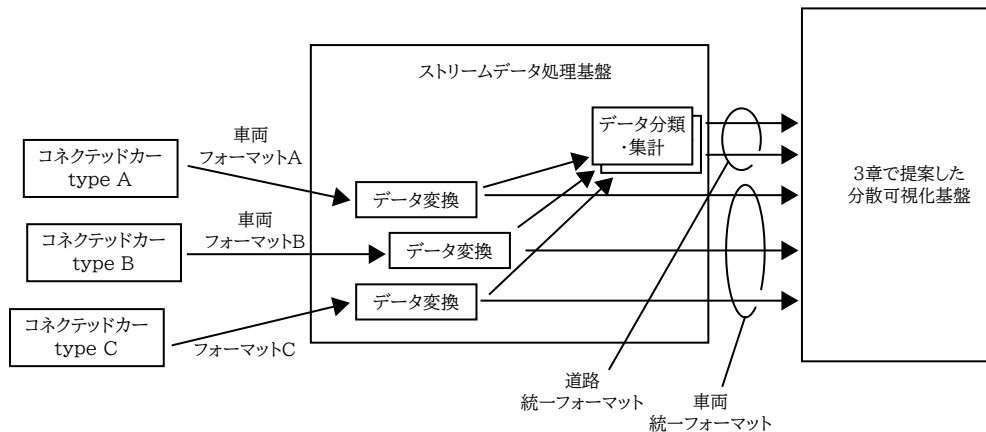 ストリームデータ処理基盤
データ分類
・集計
車両
フォーマットA
コネクテッドカー
type A
データ変換
3章で提案した
分散可視化基盤
車両
フォーマットB
コネクテッドカー
type B
データ変換
データ変換
コネクテッドカー
type C
フォーマットC
道路
統一フォーマット
車両
統一フォーマット